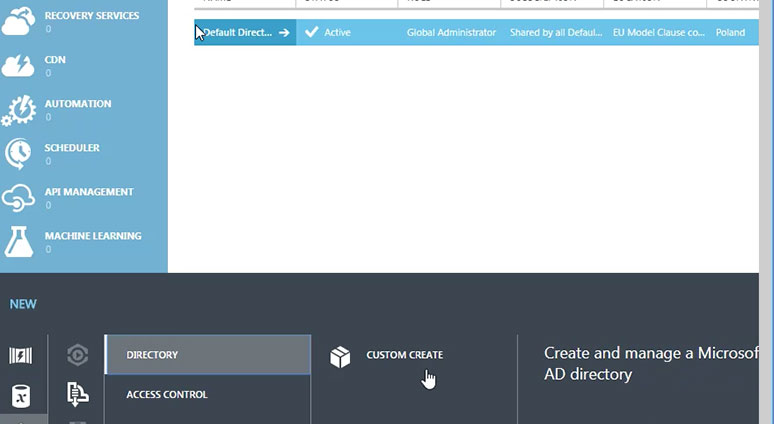 RECOVERY SERVICES
0
CDN
0
AUTOMATION
0
SCHEDULER
0
API MANAGEMENT
0
MACHINE LEARNING
0
Default Direct... Active Global Administrator Shared by all Defaul... EU Model Clause co... Poland
NEW
DIRECTORY
ACCESS CONTROL
CUSTOM CREATE
Create and manage a Microsof
AD directory